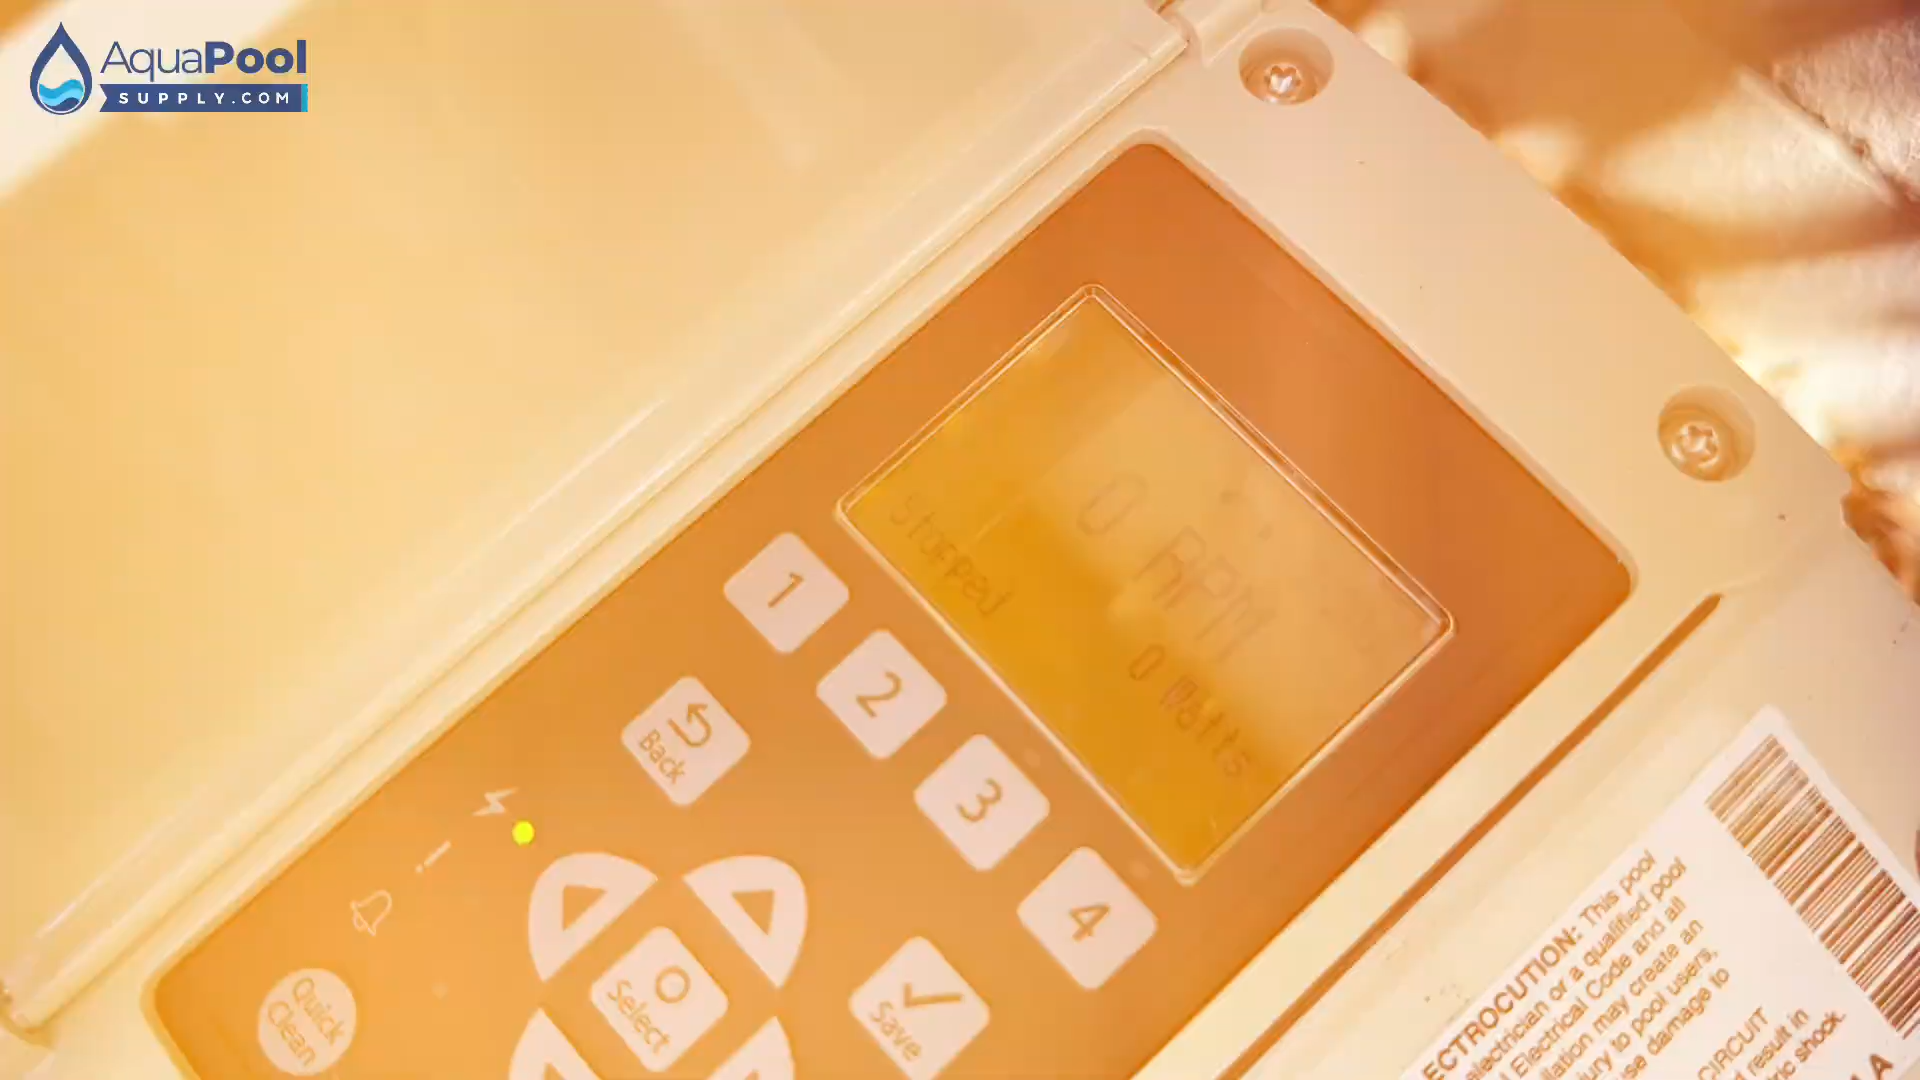 AquaPool
SUPPLY.COM
0 RPM
Stopped
0 Watts
1
2
3
4
Back
Select
Save
Quick
Clean
ECTROCUTION: This pool
electrician or a qualified pool
Electrical Code and all
may create an
to pool users,
damage to
CIRCUIT
result in
shock.